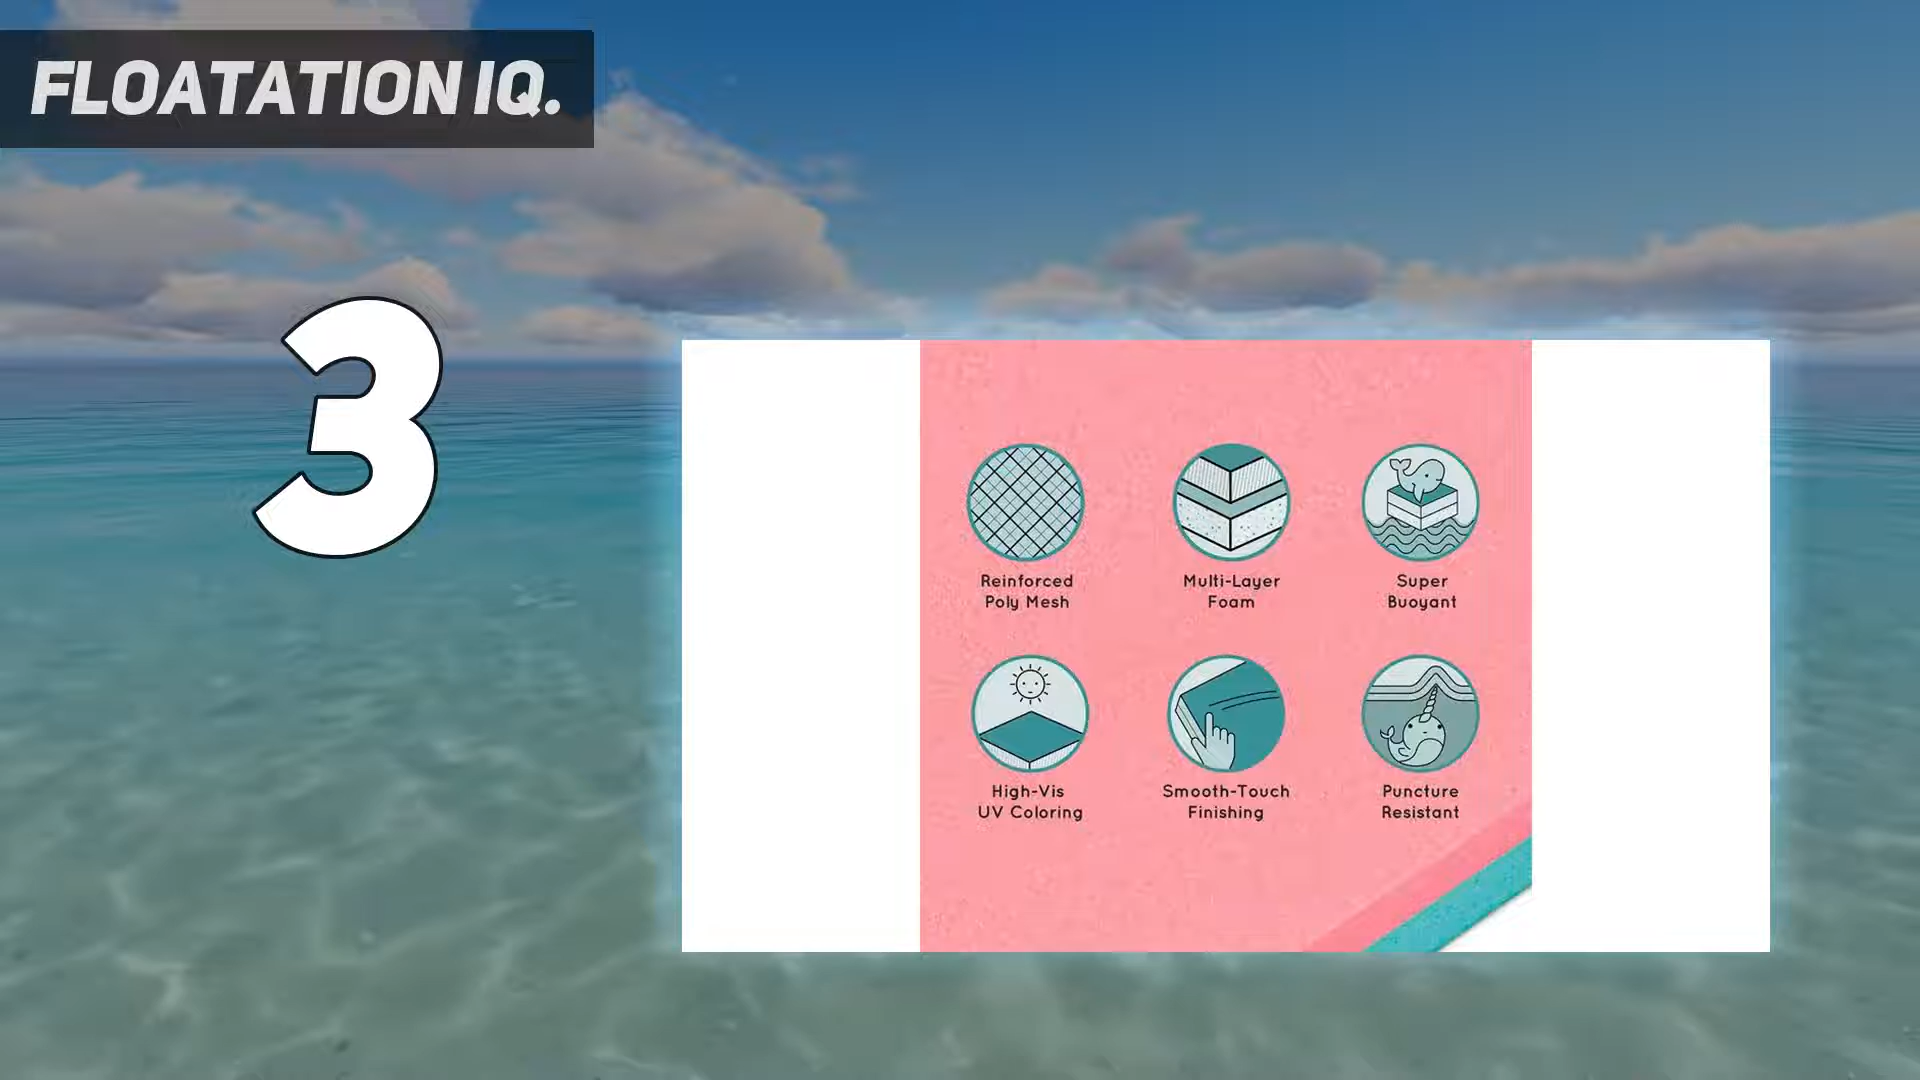 FLOATATION IQ.
3
Reinforced
Poly Mesh
Multi-Layer
Foam
Super
Buoyant
High-Vis
UV Coloring
Smooth-Touch
Finishing
Puncture
Resistant